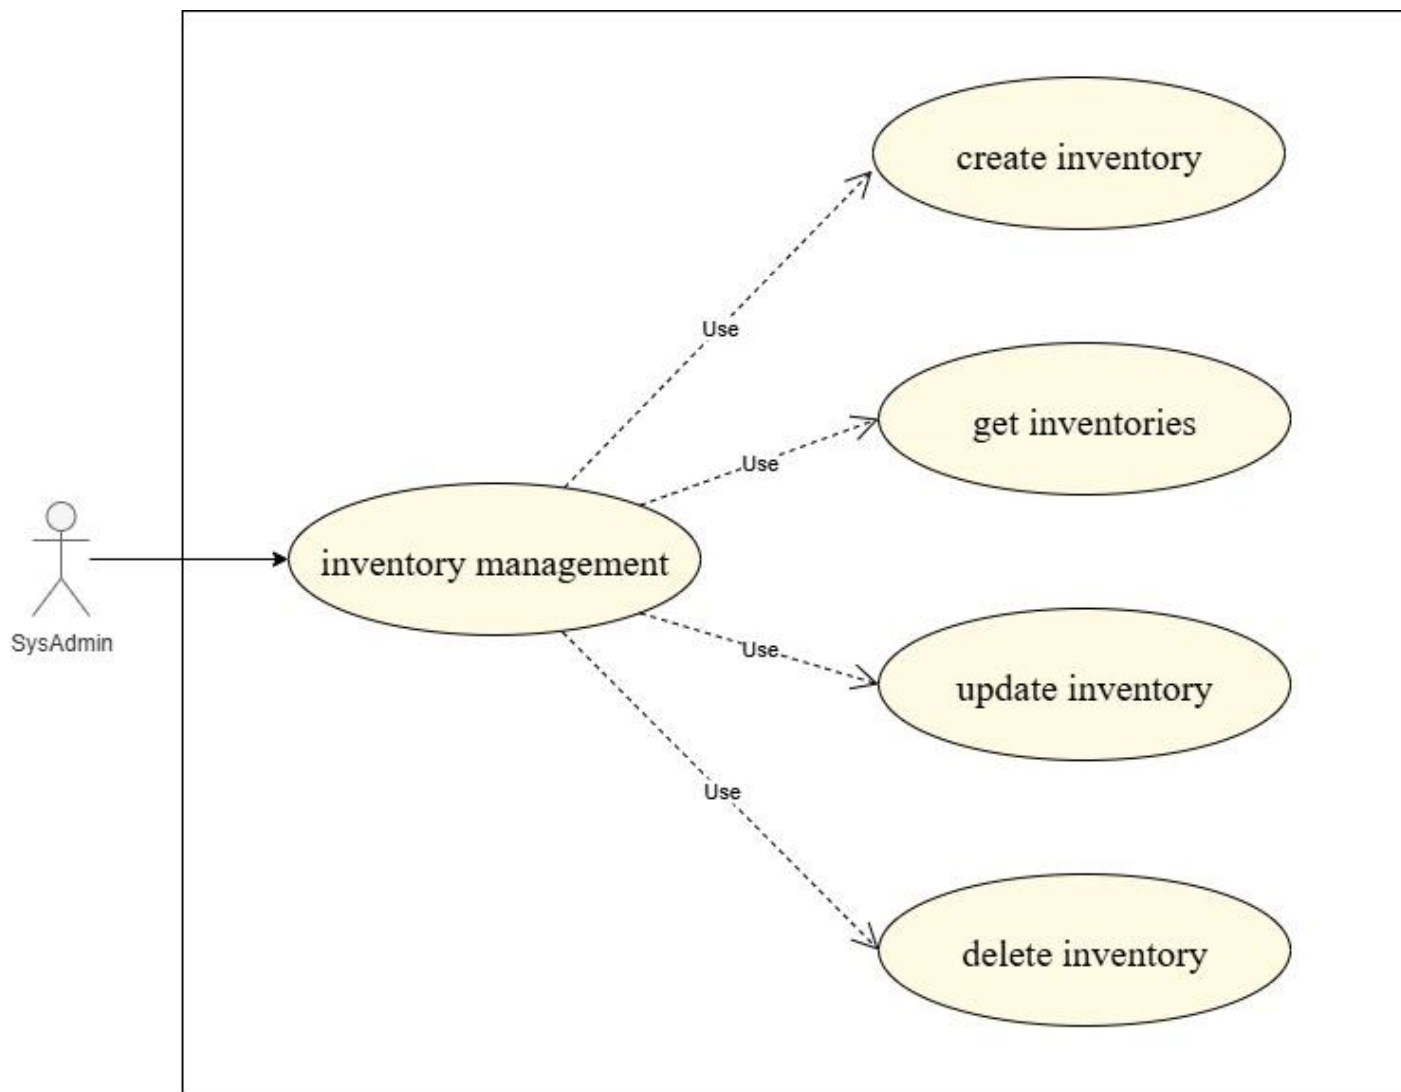 create inventory
Use
get inventories
Use
inventory management
SysAdmin
Use
update inventory
Use
delete inventory